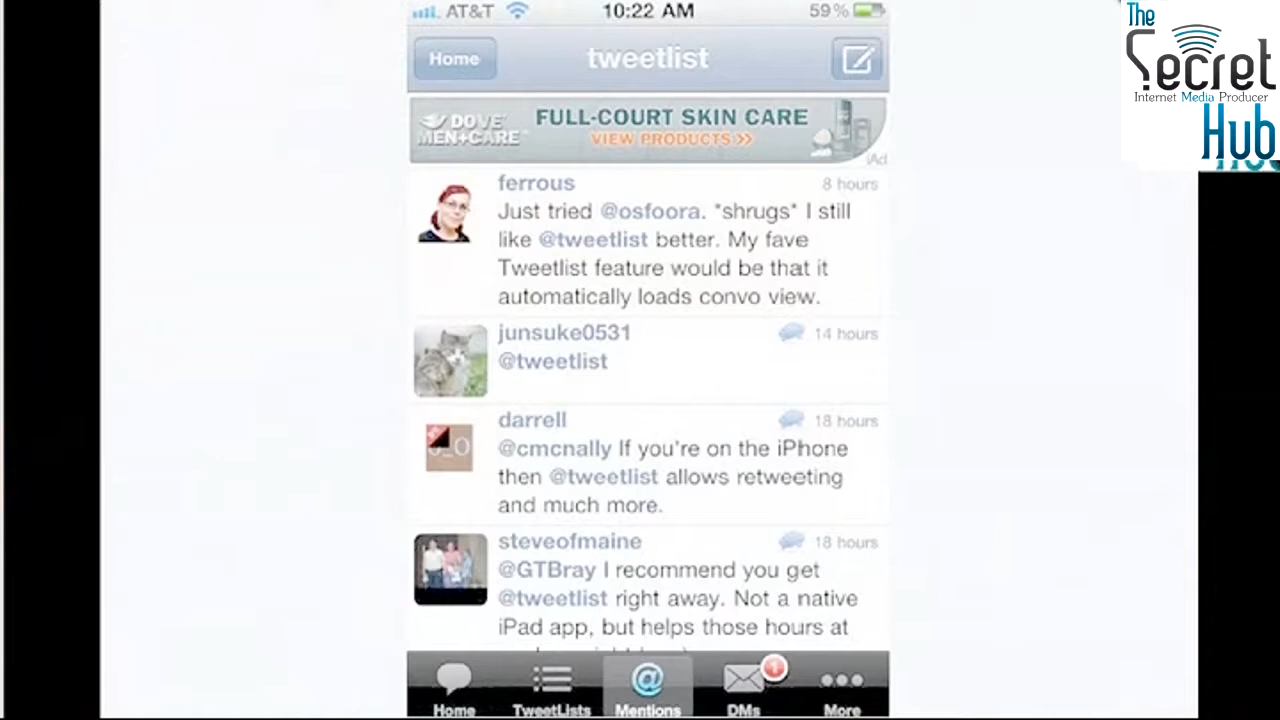 The
Secret
Internet Media Producer
Hub
AT&T 10:22 AM 59%
Home tweetlist
DOVE MEN+CARE FULL-COURT SKIN CARE
VIEW PRODUCTS >>
iAd
ferrous 8 hours
Just tried @osfoora. *shrugs* I still
like @tweetlist better. My fave
Tweetlist feature would be that it
automatically loads convo view.
junsuke0531 14 hours
@tweetlist
darrell 18 hours
@cmcnally If you're on the iPhone
then @tweetlist allows retweeting
and much more.
steveofmaine 18 hours
@GTBray I recommend you get
@tweetlist right away. Not a native
iPad app, but helps those hours at
1
Home TweetLists Mentions DMs More